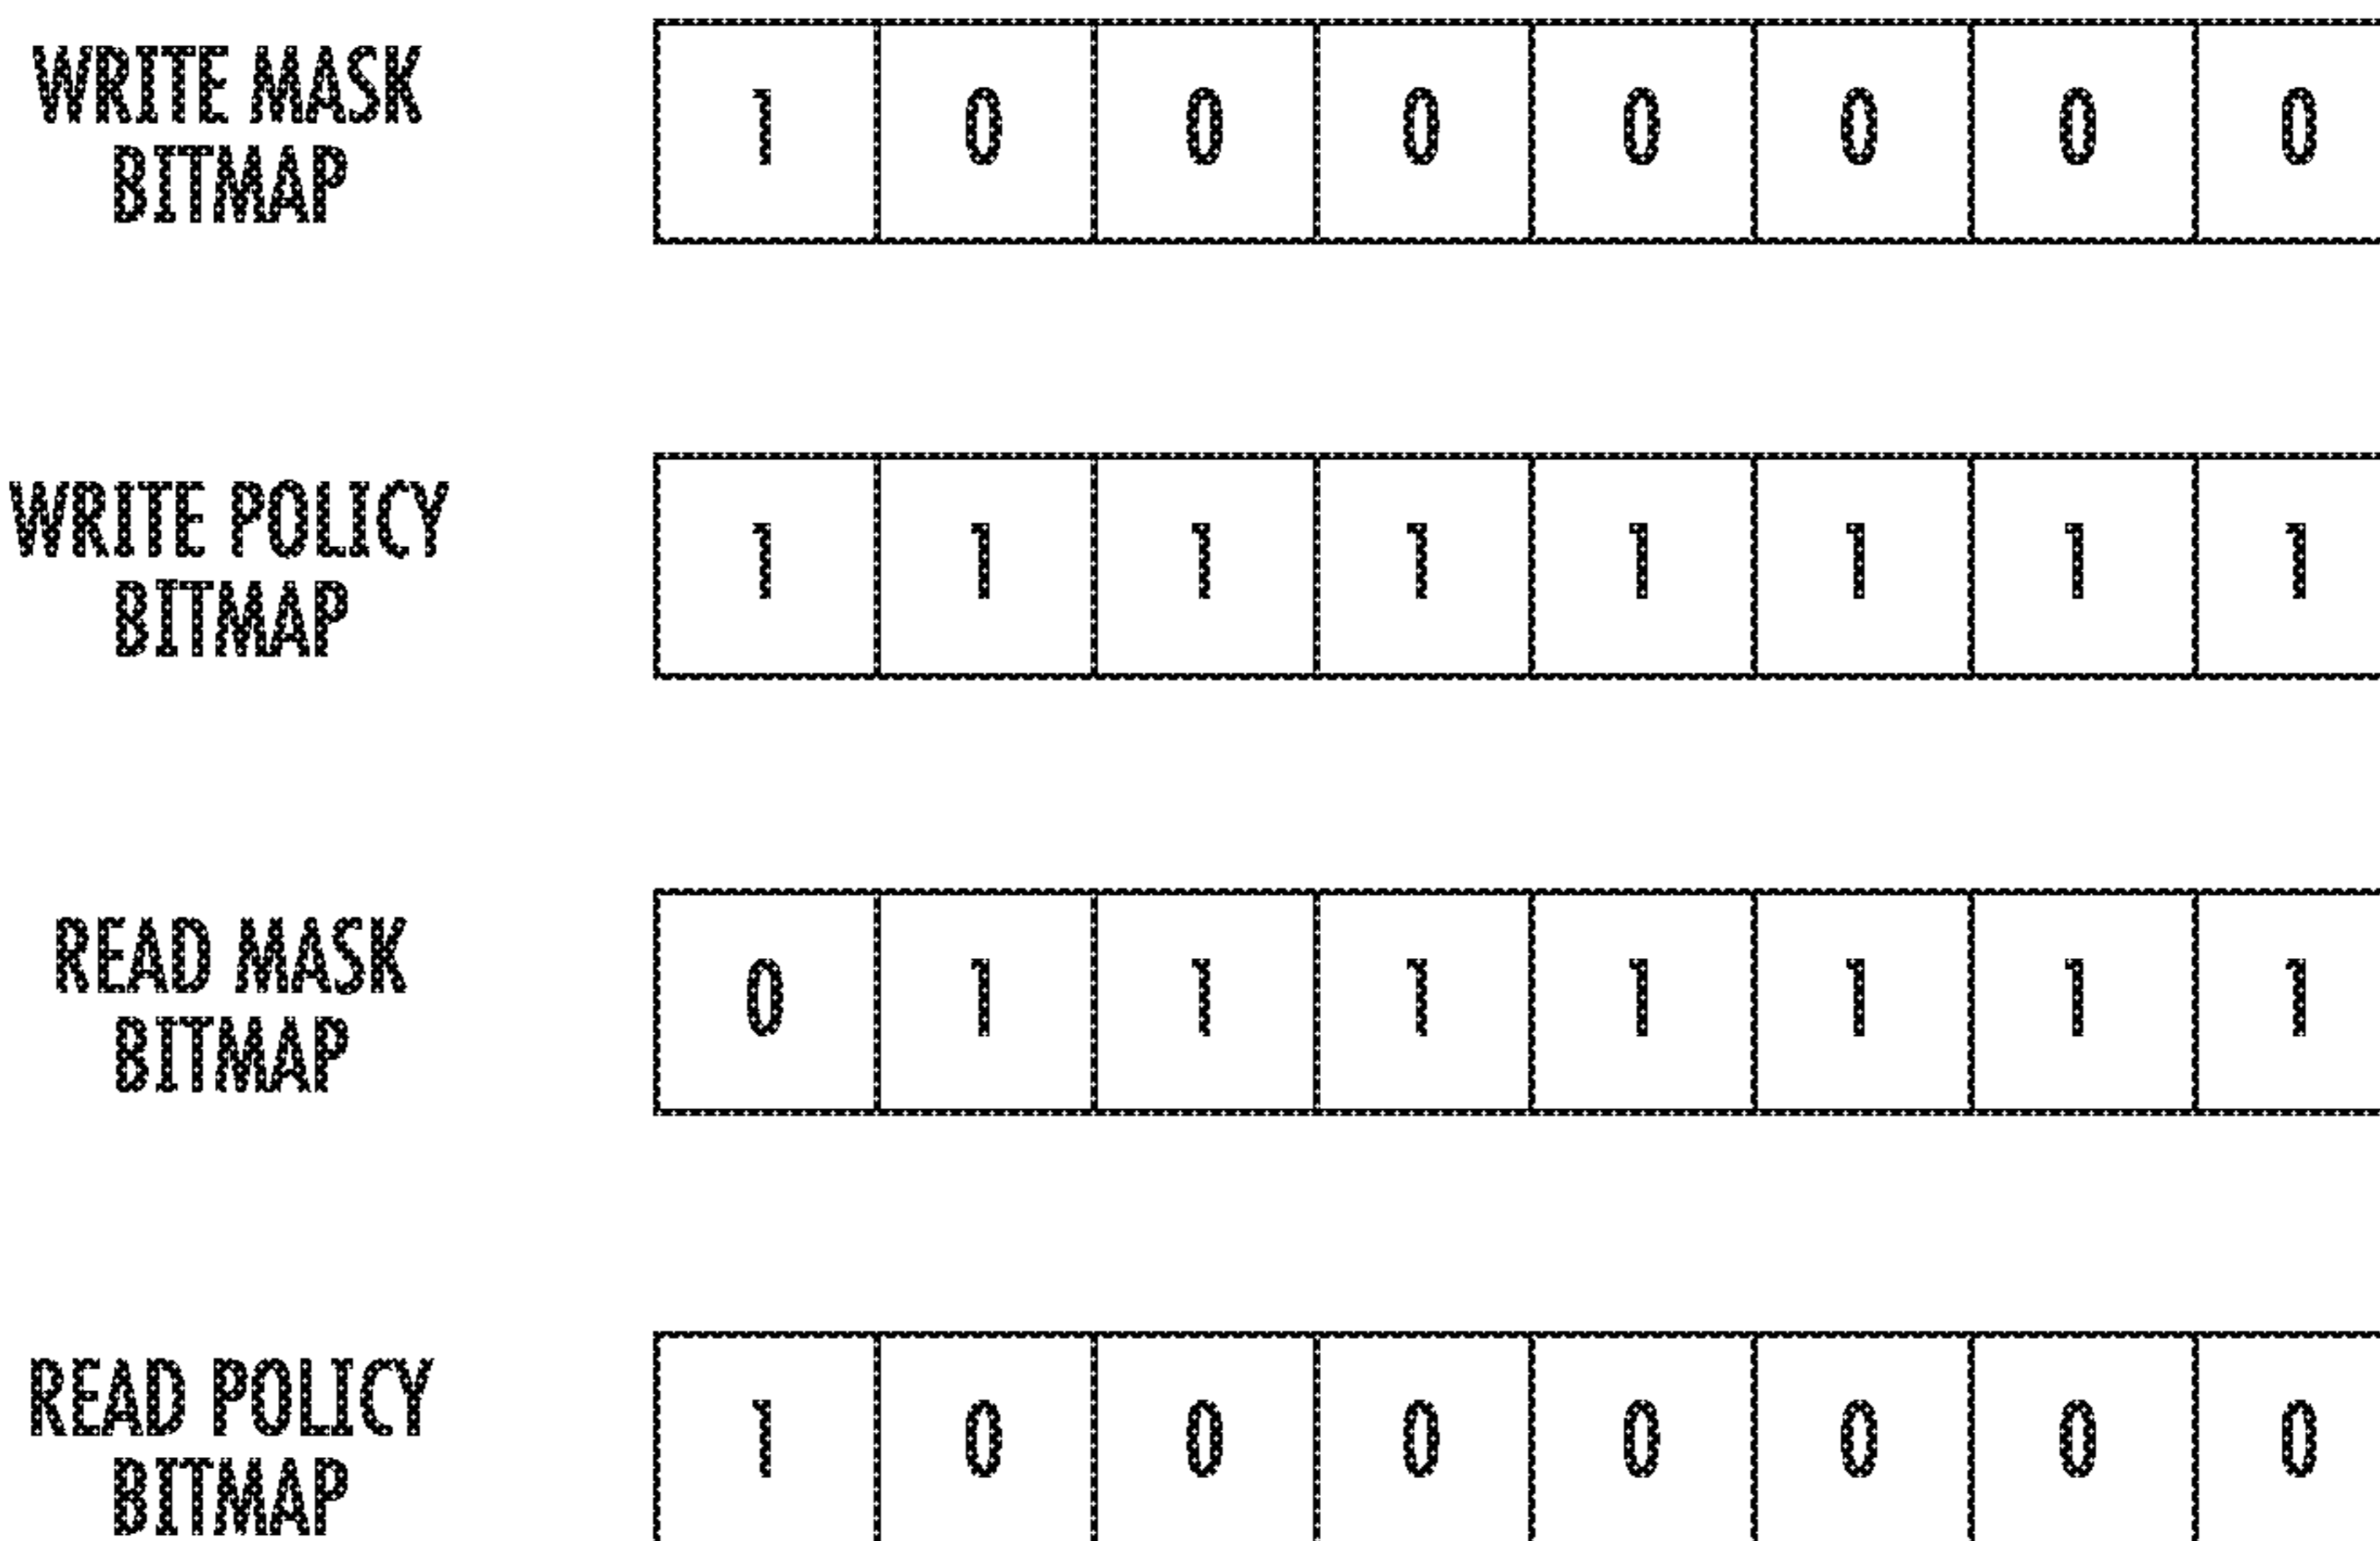 WRITE MASK
BITMAP
1 0 0 0 0 0 0 0
WRITE POLICY
BITMAP
1 1 1 1 1 1 1 1
READ MASK
BITMAP
0 1 1 1 1 1 1 1
READ POLICY
BITMAP
1 0 0 0 0 0 0 0